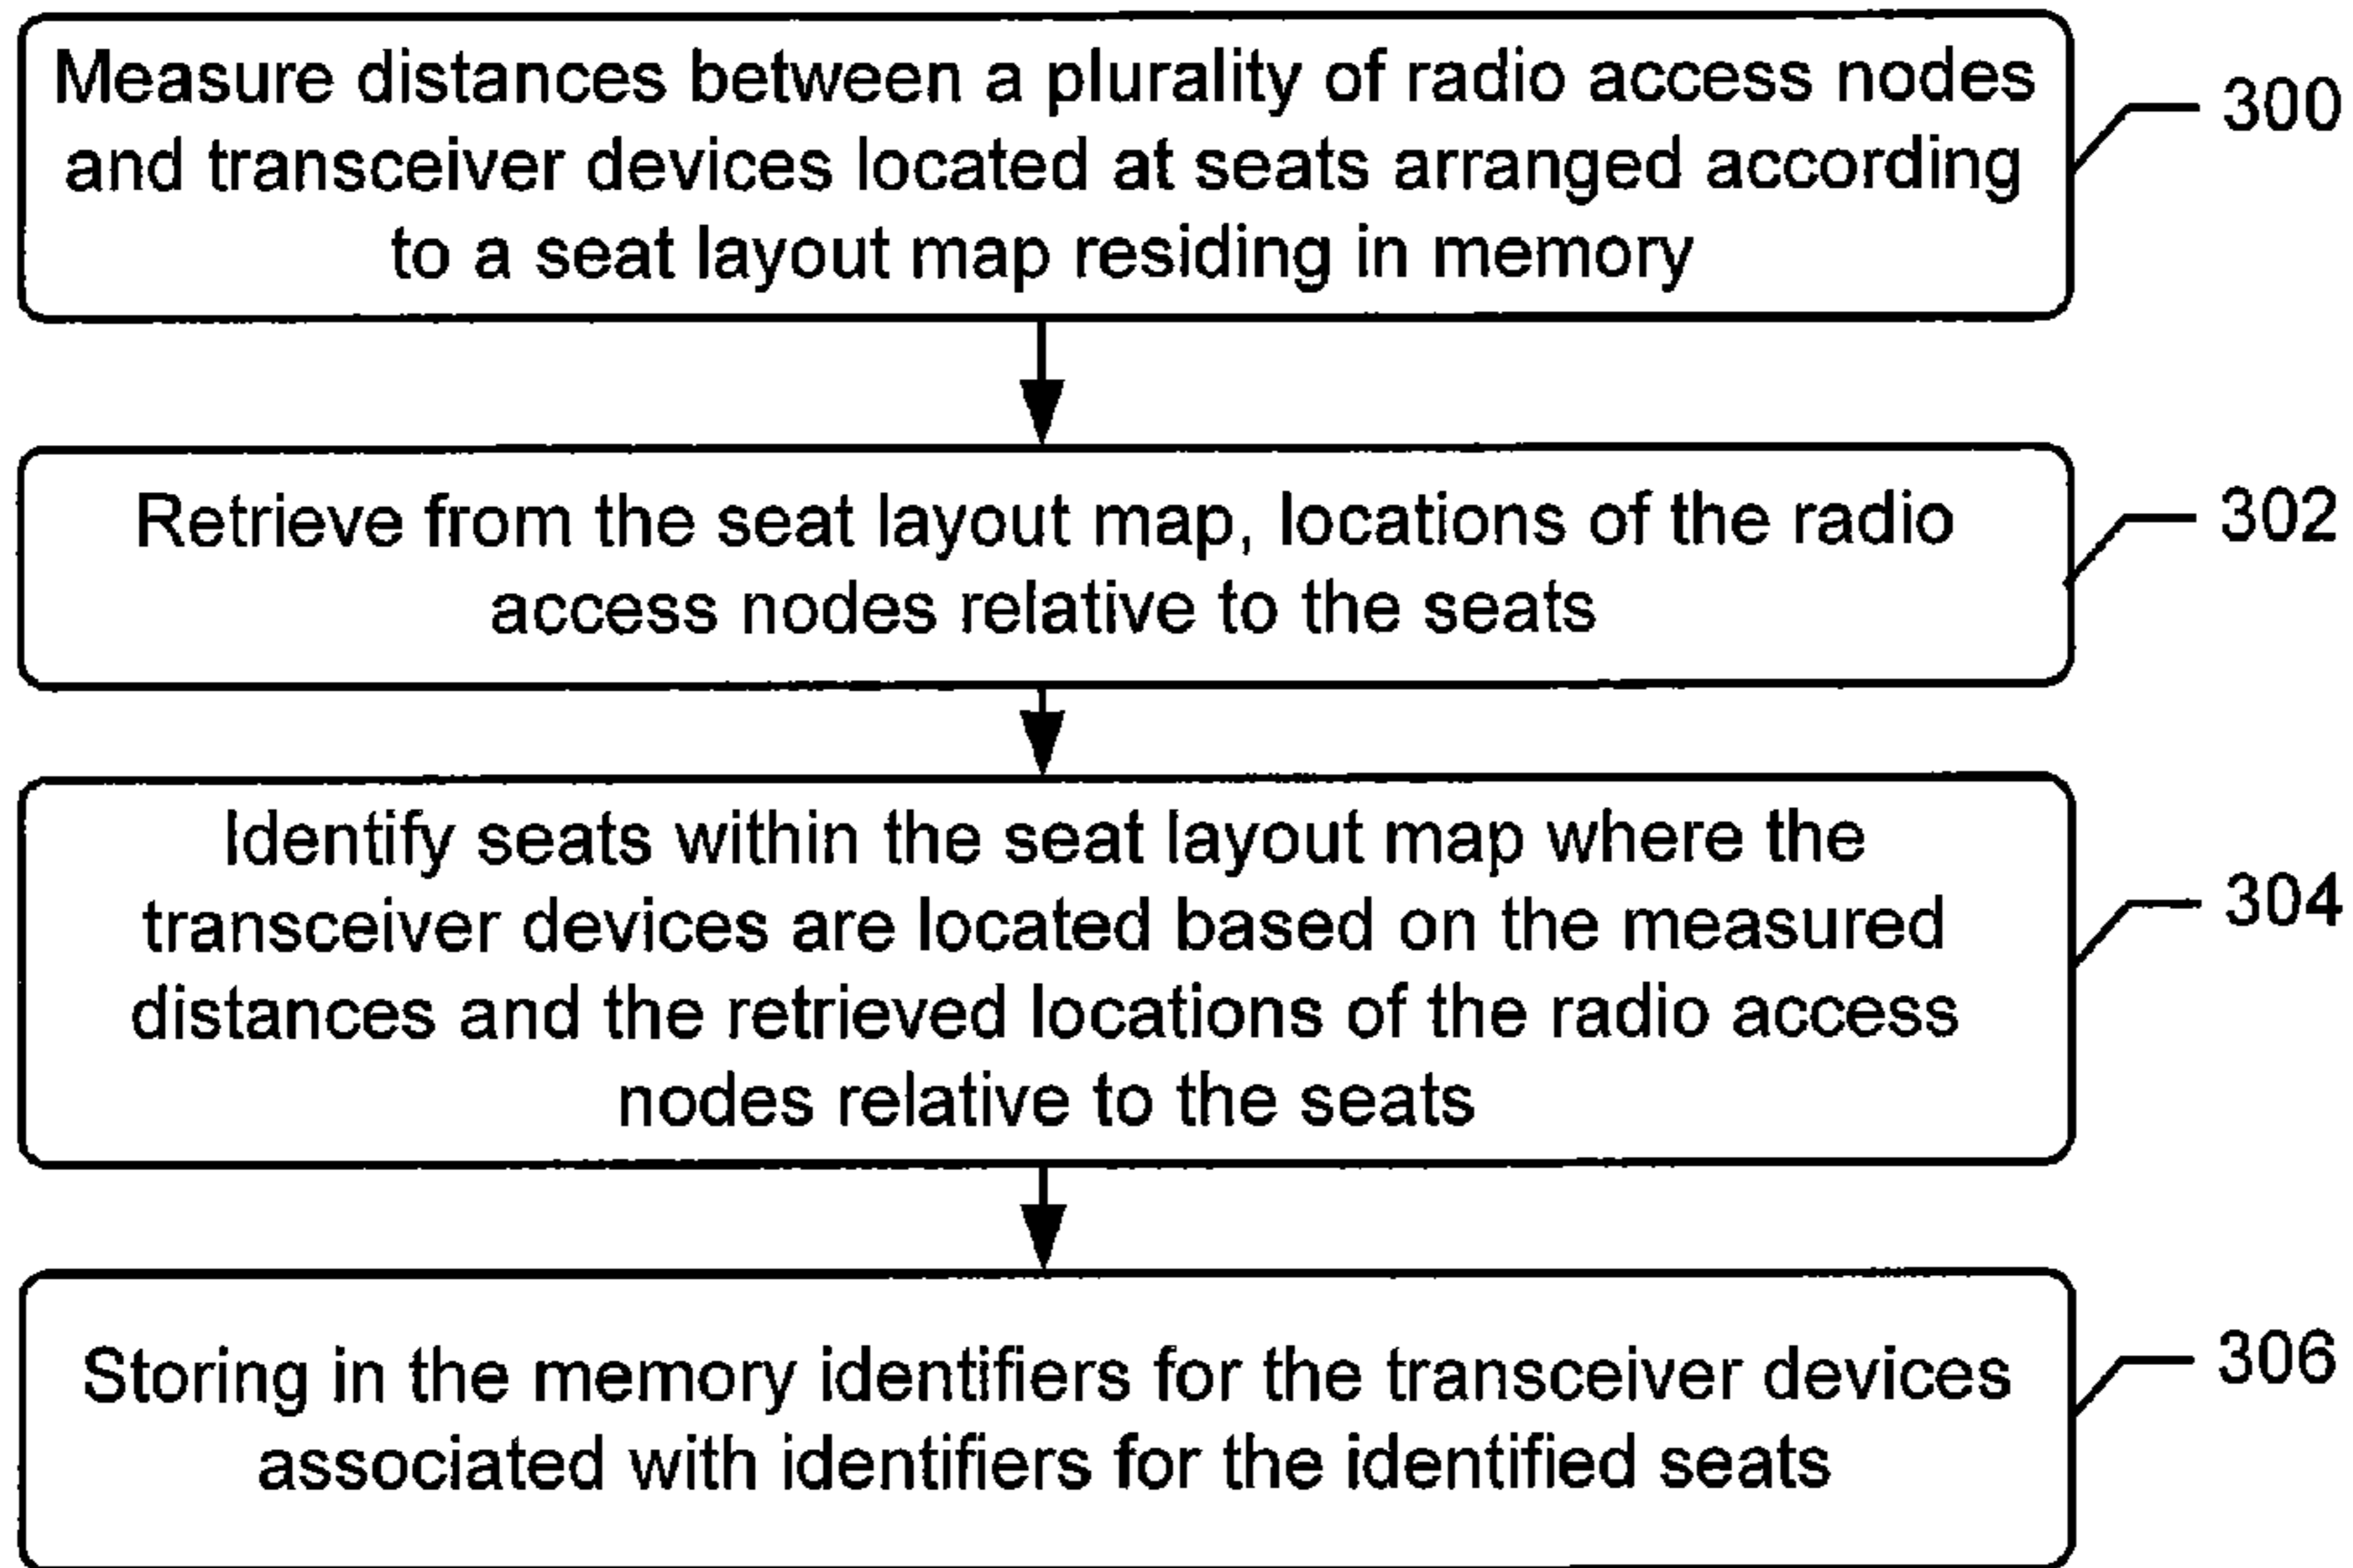 Measure distances between a plurality of radio access nodes
and transceiver devices located at seats arranged according
to a seat layout map residing in memory
300
Retrieve from the seat layout map, locations of the radio
access nodes relative to the seats
302
Identify seats within the seat layout map where the
transceiver devices are located based on the measured
distances and the retrieved locations of the radio access
nodes relative to the seats
304
Storing in the memory identifiers for the transceiver devices
associated with identifiers for the identified seats
306